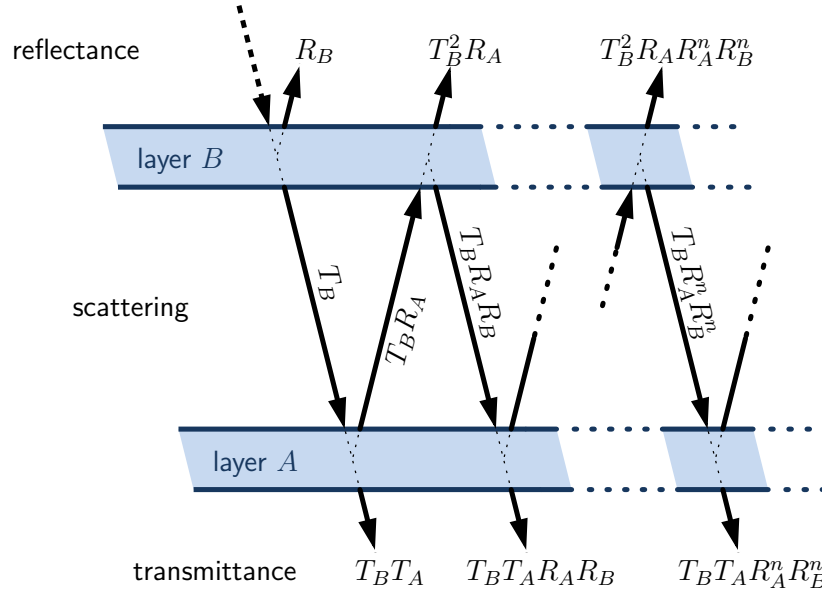 reflectance $R_B$ $T_B^2 R_A$ $T_B^2 R_A R_A^n R_B^n$
layer $B$
$T_B$ $T_B R_A$ $T_B R_A R_B$ $T_B R_A^n R_B^n$
scattering
layer $A$
transmittance $T_B T_A$ $T_B T_A R_A R_B$ $T_B T_A R_A^n R_B^n$